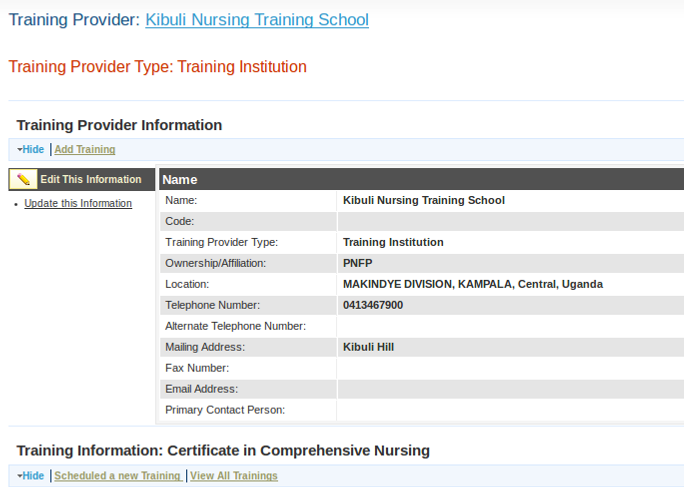 Training Provider: Kibuli Nursing Training School
Training Provider Type: Training Institution
Training Provider Information
Hide | Add Training
Edit This Information
Update this Information
Name
Name: Kibuli Nursing Training School
Code:
Training Provider Type: Training Institution
Ownership/Affiliation: PNFP
Location: MAKINDYE DIVISION, KAMPALA, Central, Uganda
Telephone Number: 0413467900
Alternate Telephone Number:
Mailing Address: Kibuli Hill
Fax Number:
Email Address:
Primary Contact Person:
Training Information: Certificate in Comprehensive Nursing
Hide | Scheduled a new Training | View All Trainings